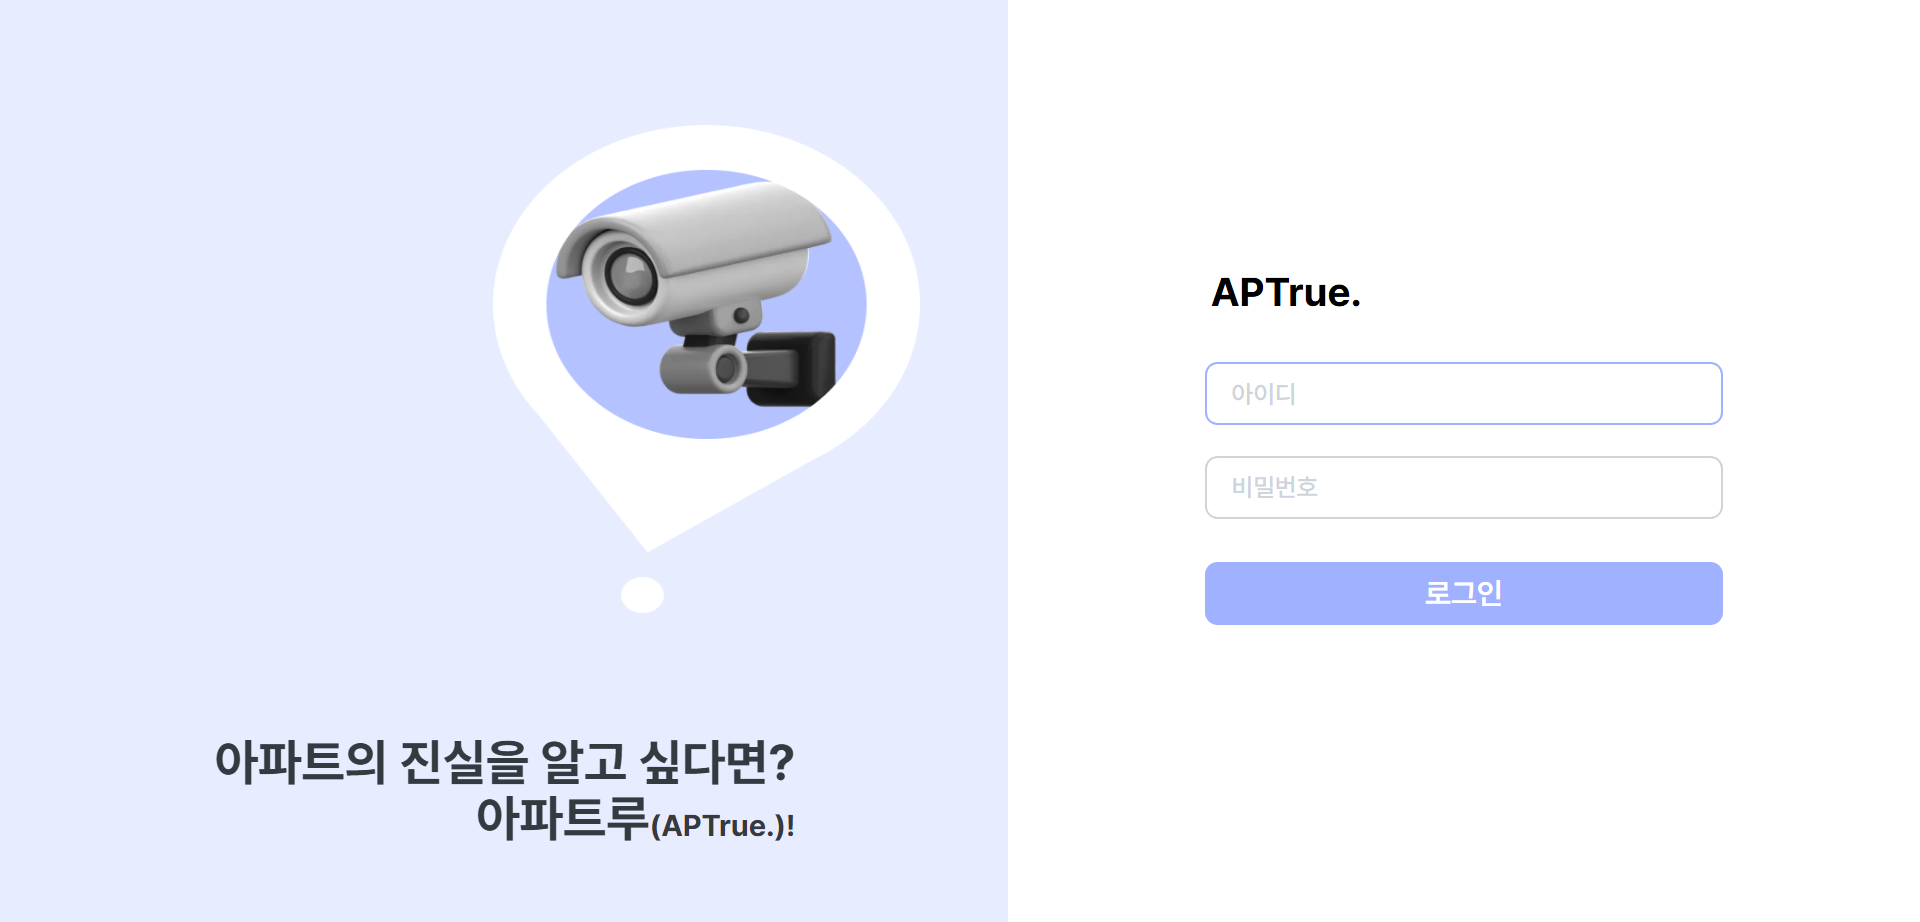 아파트의 진실을 알고 싶다면?
아파트루(APTrue.)!
APTrue.
아이디
비밀번호
로그인